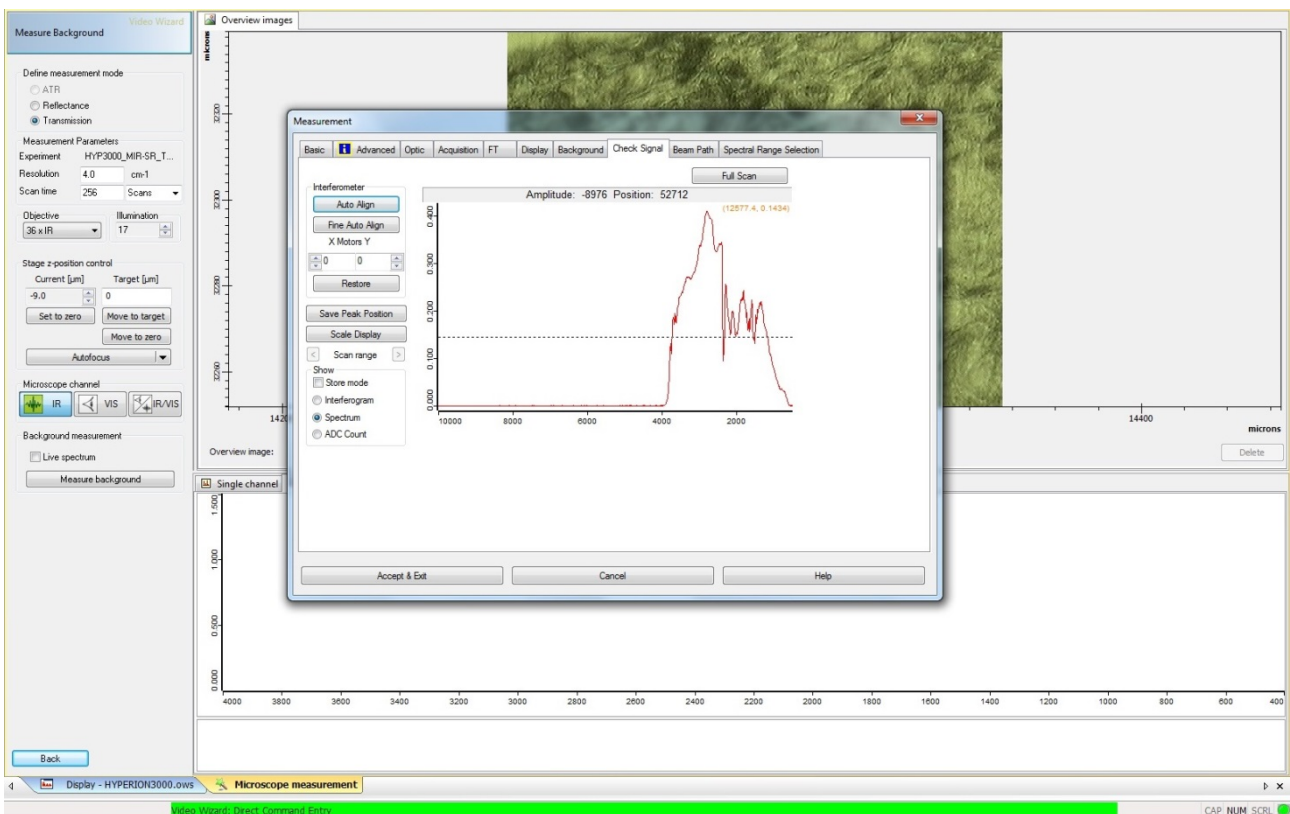 Video Wizard
Measure Background
Define measurement mode
ATR
Reflectance
Transmission
Measurement Parameters
Experiment HYP3000_MIR-SR_T...
Resolution 4.0 cm-1
Scan time 256 Scans
Objective Illumination
36 x IR 17
Stage z-position control
Current [µm] Target [µm]
-9.0 0
Set to zero Move to target
Move to zero
Autofocus
Microscope channel
IR VIS IR/VIS
Background measurement
Live spectrum
Measure background
Back
Overview images
microns
32320
32300
32280
32260
1420
14400
microns
Overview image:
Delete
Measurement
Basic Advanced Optic Acquisition FT Display Background Check Signal Beam Path Spectral Range Selection
Full Scan
Interferometer
Auto Align
Fine Auto Align
X Motors Y
0 0
Restore
Save Peak Position
Scale Display
< Scan range >
Show
Store mode
Interferogram
Spectrum
ADC Count
Amplitude: -8976 Position: 52712
(12577.4, 0.1434)
0.400
0.300
0.200
0.100
0.0000
10000 8000 6000 4000 2000
Accept & Exit Cancel Help
Single channel
1.500
1.000
0.500
0.000
4000 3800 3600 3400 3200 3000 2800 2600 2400 2200 2000 1800 1600 1400 1200 1000 800 600 400
Display - HYPERION3000.ows Microscope measurement
Video Wizard: Direct Command Entry
CAP NUM SCRL